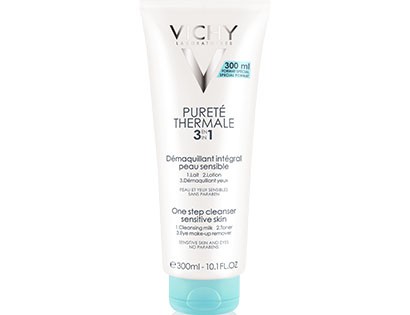 VICHY
LABORATOIRES
300 ml
FORMAT SPÉCIAL
SPECIAL FORMAT
PURETÉ
THERMALE
3 EN IN 1
Démaquillant intégral
peau sensible
1.Lait 2.Lotion
3.Démaquillant yeux
PEAU ET YEUX SENSIBLES
SANS PARABEN
One step cleanser
sensitive skin
1.Cleansing milk 2.Toner
3.Eye make-up remover
SENSITIVE SKIN AND EYES
NO PARABENS
℮ 300ml - 10.1 FL.OZ